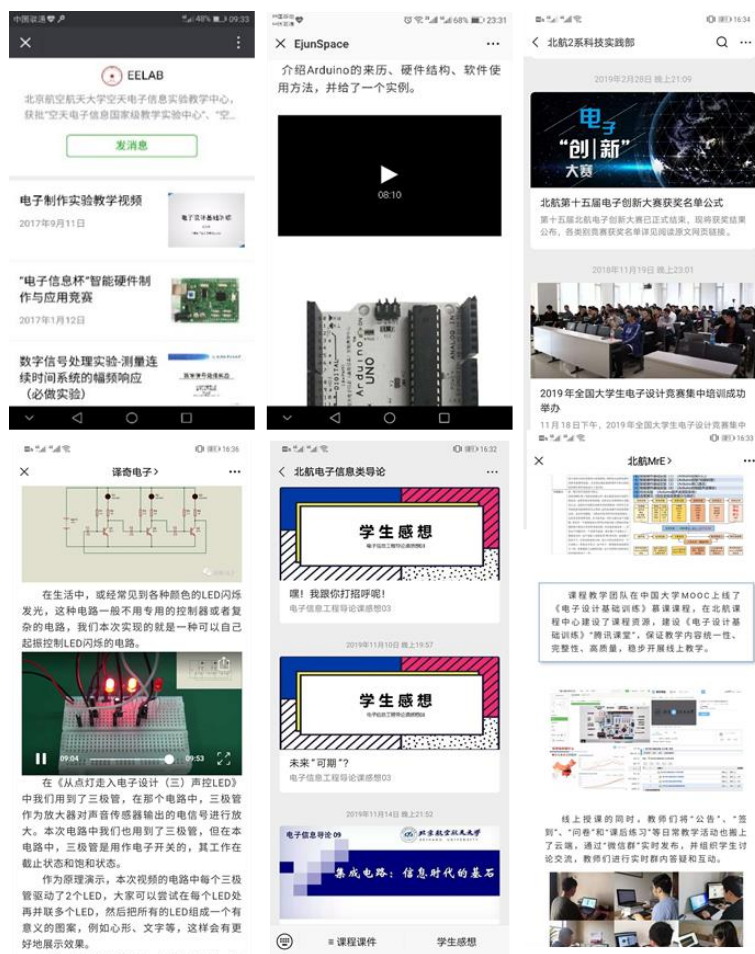 中国联通
48%
09:33
EELAB
北京航空航天大学空天电子信息实验教学中心，
获批"空天电子信息国家级教学实验中心"、"空...
发消息
电子制作实验教学视频
2017年9月11日
电子设计基础训练
"电子信息杯"智能硬件制
作与应用竞赛
2017年1月12日
数字信号处理实验-测量连
续时间系统的幅频响应
（必做实验）
68%
23:31
EjunSpace
介绍Arduino的来历、硬件结构、软件使
用方法，并给了一个实例。
08:10
Arduino
UNO
DIGITAL
ANALOG IN
16:34
北航2系科技实践部
2019年2月28日 晚上21:09
电子
"创|新"
大赛
北航第十五届电子创新大赛获奖名单公式
第十五届北航电子创新大赛已正式结束，现将获奖结果
公布，各类别竞赛获奖名单详见阅读原文网页链接。
2018年11月19日 晚上23:01
2019年全国大学生电子设计竞赛集中培训成功
举办
11月18日下午，2019年全国大学生电子设计竞赛集中
16:36
译奇电子
在生活中，或经常见到各种颜色的LED闪烁
发光，这种电路一般不用专用的控制器或者复
杂的电路，我们本次实现的就是一种可以自己
起振控制LED闪烁的电路。
09:04
09:53
在《从点灯走入电子设计（三）声控LED》
中我们用到了三极管，在那个电路中，三极管
作为放大器对声音传感器输出的电信号进行放
大。本次电路中我们也用到了三极管，但在本
电路中，三极管是用作电子开关的，其工作在
截止状态和饱和状态。
作为原理演示，本次视频的电路中每个三极
管驱动了2个LED，大家可以尝试在每个LED处
再并联多个LED，然后把所有的LED组成一个有
意义的图案，例如心形、文字等，这样会有更
好地展示效果。
16:32
北航电子信息类导论
学生感想
电子信息工程导论课感想03
嘿！我跟你打招呼呢！
电子信息工程导论课感想03
2019年11月10日 晚上19:57
学生感想
电子信息工程导论课感想03
未来"可期"？
电子信息工程导论课感想03
2019年11月14日 晚上21:52
电子信息导论 09
北京航空航天大学
集成电路：信息时代的基石
课程课件
学生感想
16:33
北航MrE
课程教学团队在中国大学MOOC上线了
《电子设计基础训练》慕课课程，在北航课
程中心建设了课程资源，建设《电子设计基
础训练》"腾讯课堂"，保证教学内容统一性、
完整性、高质量，稳步开展线上教学。
线上授课的同时，教师们将"公告"、"签
到"、"问卷"和"课后练习"等日常教学活动也搬上
了云端，通过"微信群"实时发布，并组织学生讨
论交流，教师们进行实时群内答疑和互动。